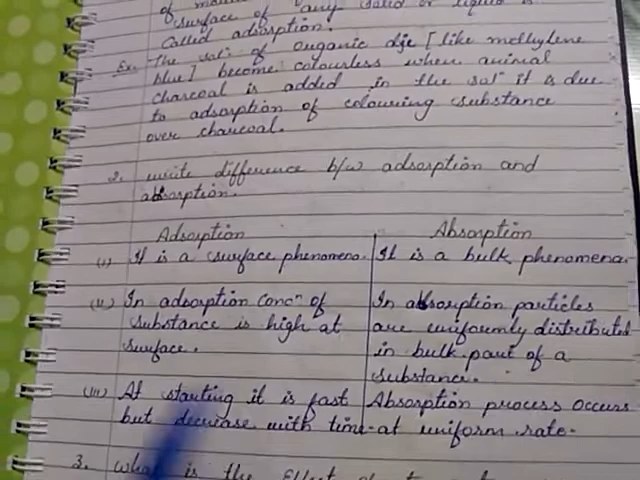 surface of any solid or liquid is
called adsorption.
Ex. The solⁿ of organic dye [like methylene
blue] become colourless when animal
charcoal is added in the solⁿ it is due
to adsorption of colouring substance
over charcoal.
2. write difference b/w adsorption and
absorption.
Adsorption Absorption
(i) It is a surface phenomena. It is a bulk phenomena.
(ii) In adsorption concⁿ of In absorption particles
substance is high at are uniformly distributed
surface. in bulk part of a
substance.
(iii) At starting it is fast Absorption process occurs
but decrease with time. at uniform rate.
3. what is the Effect of